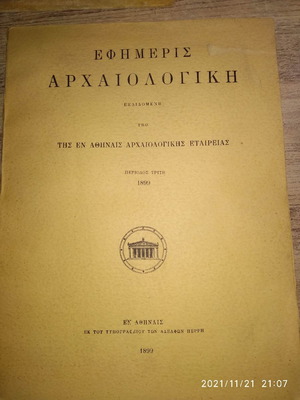 ΕΦΗΜΕΡΙΣ
ΑΡΧΑΙΟΛΟΓΙΚΗ
ΕΚΔΙΔΟΜΕΝΗ
ΥΠΟ
ΤΗΣ ΕΝ ΑΘΗΝΑΙΣ ΑΡΧΑΙΟΛΟΓΙΚΗΣ ΕΤΑΙΡΕΙΑΣ
ΠΕΡΙΟΔΟΣ ΤΡΙΤΗ
1899
ΕΝ ΑΘΗΝΑΙΣ
ΕΚ ΤΟΥ ΤΥΠΟΓΡΑΦΕΙΟΥ ΤΩΝ ΑΔΕΛΦΩΝ ΠΕΡΡΗ
1899
2021/11/21 21:07